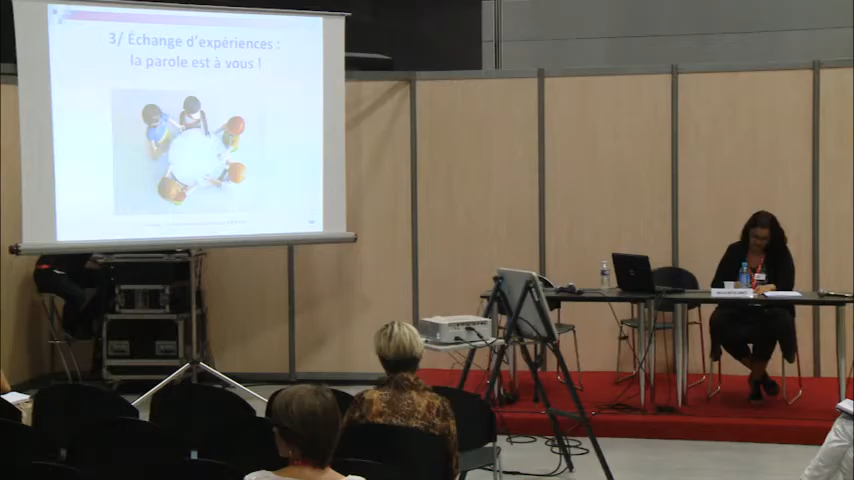 3/ Échange d'expériences :
la parole est à vous !